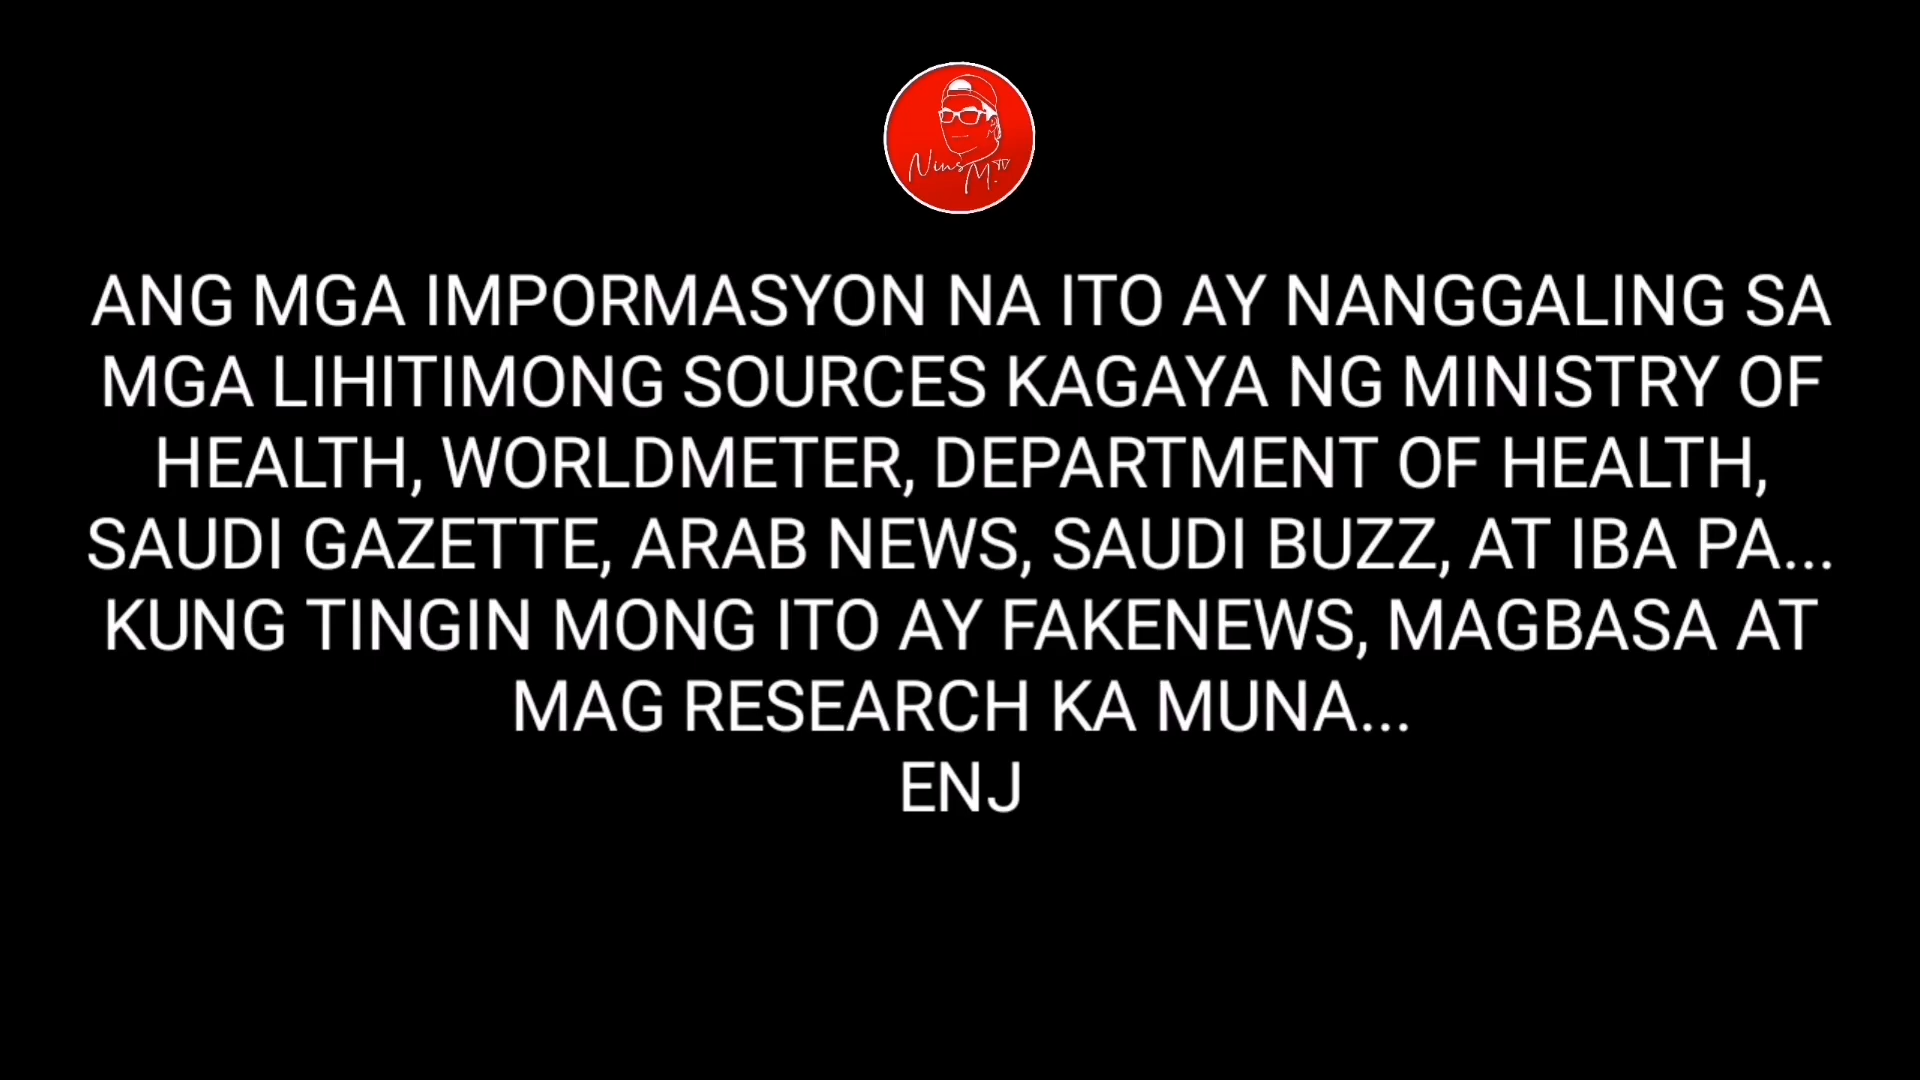 Nins
M.TV
ANG MGA IMPORMASYON NA ITO AY NANGGALING SA
MGA LIHITIMONG SOURCES KAGAYA NG MINISTRY OF
HEALTH, WORLDMETER, DEPARTMENT OF HEALTH,
SAUDI GAZETTE, ARAB NEWS, SAUDI BUZZ, AT IBA PA...
KUNG TINGIN MONG ITO AY FAKENEWS, MAGBASA AT
MAG RESEARCH KA MUNA...
ENJ